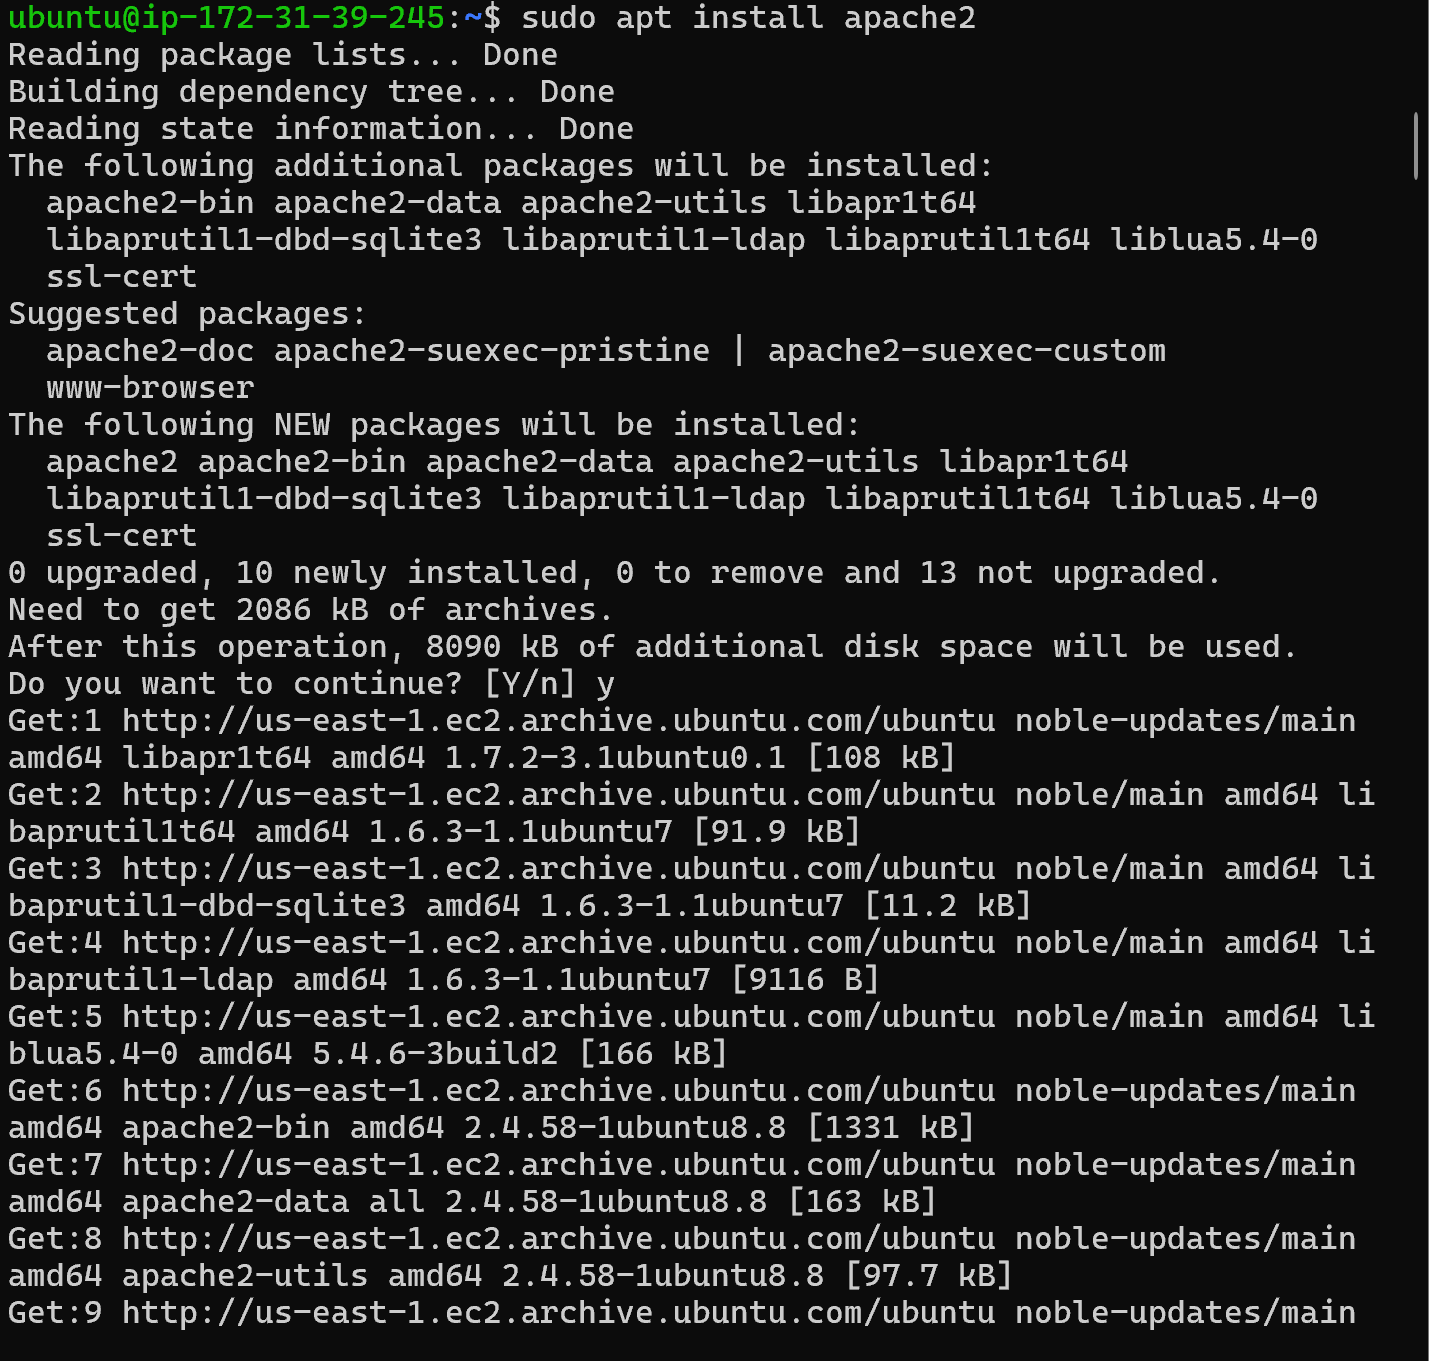 ubuntu@ip-172-31-39-245:~$ sudo apt install apache2
Reading package lists... Done
Building dependency tree... Done
Reading state information... Done
The following additional packages will be installed:
  apache2-bin apache2-data apache2-utils libapr1t64
  libaprutil1-dbd-sqlite3 libaprutil1-ldap libaprutil1t64 liblua5.4-0
  ssl-cert
Suggested packages:
  apache2-doc apache2-suexec-pristine | apache2-suexec-custom
  www-browser
The following NEW packages will be installed:
  apache2 apache2-bin apache2-data apache2-utils libapr1t64
  libaprutil1-dbd-sqlite3 libaprutil1-ldap libaprutil1t64 liblua5.4-0
  ssl-cert
0 upgraded, 10 newly installed, 0 to remove and 13 not upgraded.
Need to get 2086 kB of archives.
After this operation, 8090 kB of additional disk space will be used.
Do you want to continue? [Y/n] y
Get:1 http://us-east-1.ec2.archive.ubuntu.com/ubuntu noble-updates/main
amd64 libapr1t64 amd64 1.7.2-3.1ubuntu0.1 [108 kB]
Get:2 http://us-east-1.ec2.archive.ubuntu.com/ubuntu noble/main amd64 li
baprutil1t64 amd64 1.6.3-1.1ubuntu7 [91.9 kB]
Get:3 http://us-east-1.ec2.archive.ubuntu.com/ubuntu noble/main amd64 li
baprutil1-dbd-sqlite3 amd64 1.6.3-1.1ubuntu7 [11.2 kB]
Get:4 http://us-east-1.ec2.archive.ubuntu.com/ubuntu noble/main amd64 li
baprutil1-ldap amd64 1.6.3-1.1ubuntu7 [9116 B]
Get:5 http://us-east-1.ec2.archive.ubuntu.com/ubuntu noble/main amd64 li
blua5.4-0 amd64 5.4.6-3build2 [166 kB]
Get:6 http://us-east-1.ec2.archive.ubuntu.com/ubuntu noble-updates/main
amd64 apache2-bin amd64 2.4.58-1ubuntu8.8 [1331 kB]
Get:7 http://us-east-1.ec2.archive.ubuntu.com/ubuntu noble-updates/main
amd64 apache2-data all 2.4.58-1ubuntu8.8 [163 kB]
Get:8 http://us-east-1.ec2.archive.ubuntu.com/ubuntu noble-updates/main
amd64 apache2-utils amd64 2.4.58-1ubuntu8.8 [97.7 kB]
Get:9 http://us-east-1.ec2.archive.ubuntu.com/ubuntu noble-updates/main